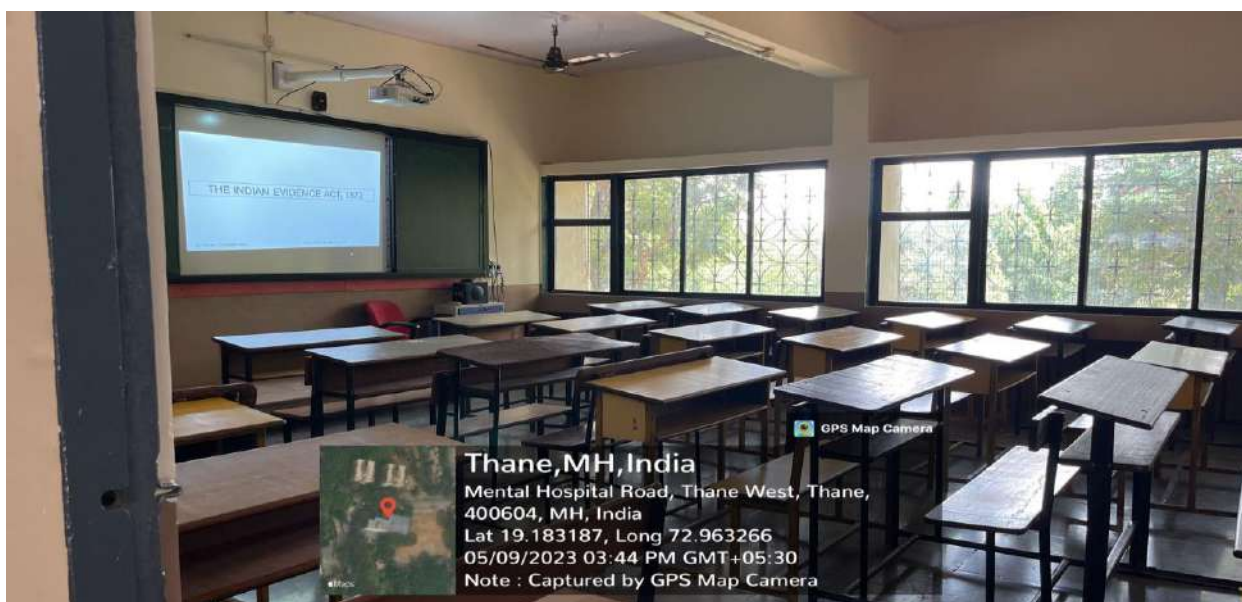 THE INDIAN EVIDENCE ACT, 1872
GPS Map Camera
Thane,MH,India
Mental Hospital Road, Thane West, Thane,
400604, MH, India
Lat 19.183187, Long 72.963266
05/09/2023 03:44 PM GMT+05:30
Note : Captured by GPS Map Camera
Maps